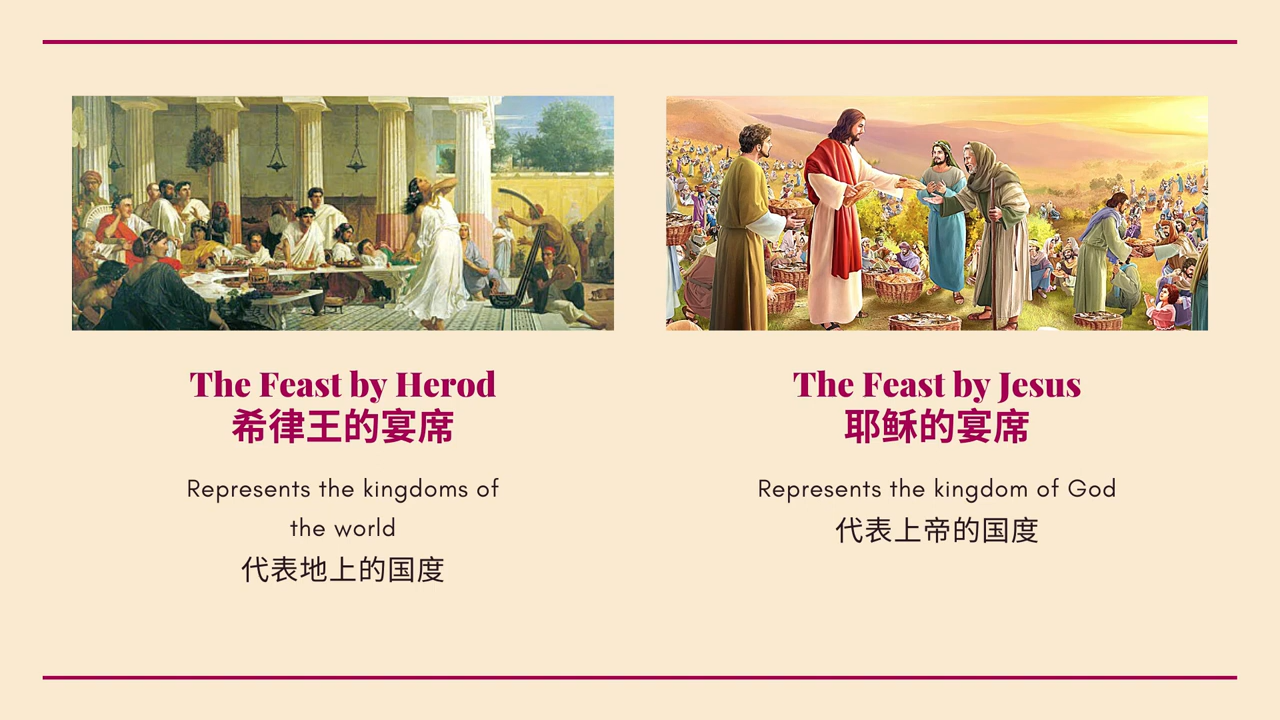 The Feast by Herod
希律王的宴席
Represents the kingdoms of
the world
代表地上的国度
The Feast by Jesus
耶稣的宴席
Represents the kingdom of God
代表上帝的国度